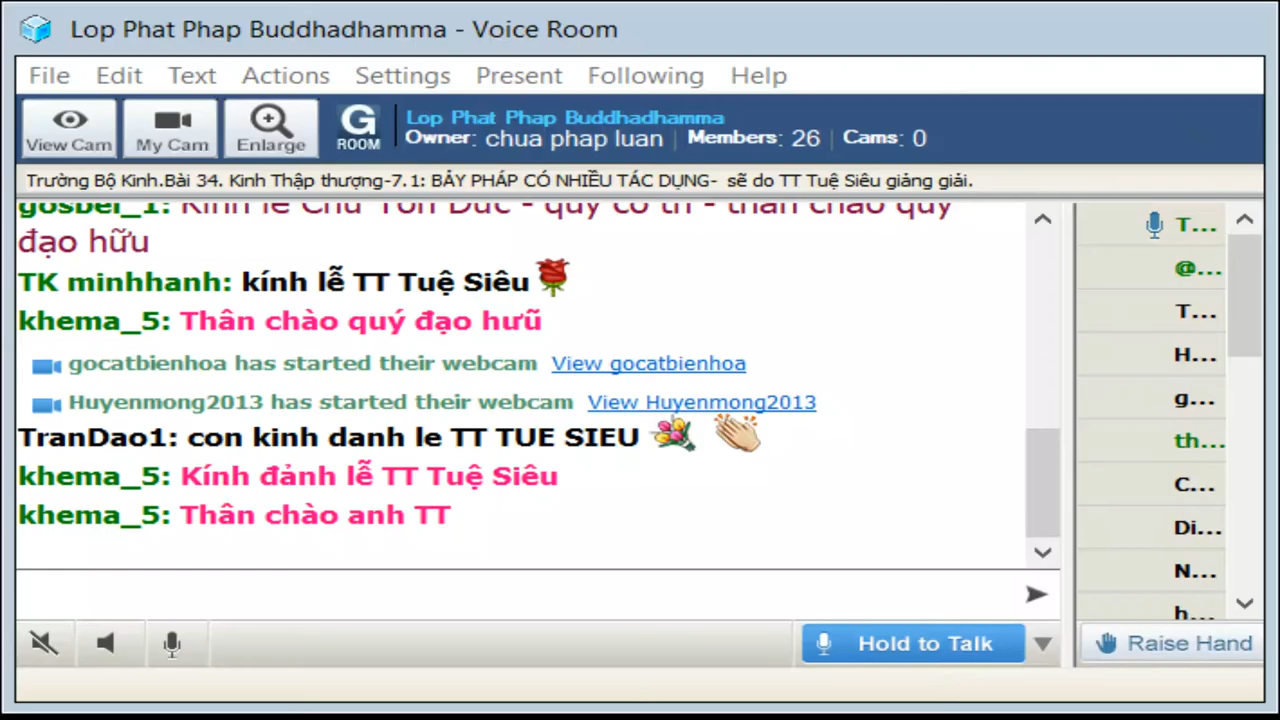 Lop Phat Phap Buddhadhamma - Voice Room
File Edit Text Actions Settings Present Following Help
View Cam My Cam Enlarge G ROOM
Lop Phat Phap Buddhadhamma
Owner: chua phap luan | Members: 26 | Cams: 0
Trường Bộ Kinh.Bài 34. Kinh Thập thượng-7.1: BẢY PHÁP CÓ NHIỀU TÁC DỤNG- sẽ do TT Tuệ Siêu giảng giải.
đạo hữu
TK minhhanh: kính lễ TT Tuệ Siêu
khema_5: Thân chào quý đạo hưũ
gocatbienhoa has started their webcam View gocatbienhoa
Huyenmong2013 has started their webcam View Huyenmong2013
TranDao1: con kinh danh le TT TUE SIEU
khema_5: Kính đảnh lễ TT Tuệ Siêu
khema_5: Thân chào anh TT
T...
@...
T...
H...
g...
th...
C...
Di...
N...
h...
Hold to Talk
Raise Hand